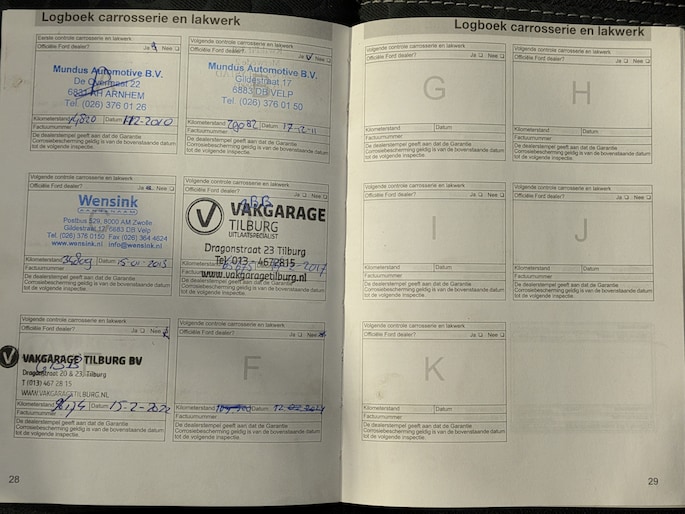 Logboek carrosserie en lakwerk
Eerste controle carrosserie en lakwerk
Officiële Ford dealer? Ja Nee
Mundus Automotive B.V.
De Overmaat 22
6831 AH ARNHEM
Tel. (026) 376 01 26
Kilometerstand Datum
Factuurnummer
De dealerstempel geeft aan dat de Garantie
Corrosiebescherming geldig is van bovenstaande datum
tot de volgende inspectie.
Volgende controle carrosserie en lakwerk
Officiële Ford dealer? Ja Nee
Mundus Automotive B.V.
Gildestraat 17
6883 DB VELP
Tel. (026) 376 01 50
Kilometerstand Datum 17-2-11
Factuurnummer
De dealerstempel geeft aan dat de Garantie
Corrosiebescherming geldig is van bovenstaande datum
tot de volgende inspectie.
Volgende controle carrosserie en lakwerk
Officiële Ford dealer? Ja Nee
Wensink
Postbus 529, 8000 AM Zwolle
Gildestraat 17, 6883 DB Velp
Tel. (026) 376 0150 Fax (026) 364 4624
www.wensink.nl info@wensink.nl
Kilometerstand Datum 15-01-2013
Factuurnummer
De dealerstempel geeft aan dat de Garantie
Corrosiebescherming geldig is van bovenstaande datum
tot de volgende inspectie.
Volgende controle carrosserie en lakwerk
Officiële Ford dealer? Ja Nee
VAKGARAGE
TILBURG
UITLAATSPECIALIST
Dragonstraat 23 Tilburg
Tel. 013 - 4672815
www.vakgaragetilburg.nl
Factuurnummer
De dealerstempel geeft aan dat de Garantie
Corrosiebescherming geldig is van bovenstaande datum
tot de volgende inspectie.
Volgende controle carrosserie en lakwerk
Officiële Ford dealer? Ja Nee
VAKGARAGE TILBURG BV
Dragonstraat 20 & 23, Tilburg
T (013) 467 28 15
WWW.VAKGARAGETILBURG.NL
Kilometerstand Datum 15-2-2022
Factuurnummer
De dealerstempel geeft aan dat de Garantie
Corrosiebescherming geldig is van bovenstaande datum
tot de volgende inspectie.
Volgende controle carrosserie en lakwerk
Officiële Ford dealer? Ja Nee
F
Kilometerstand Datum
Factuurnummer
De dealerstempel geeft aan dat de Garantie
Corrosiebescherming geldig is van bovenstaande datum
tot de volgende inspectie.
28
Logboek carrosserie en lakwerk
Volgende controle carrosserie en lakwerk
Officiële Ford dealer? Ja Nee
G
Kilometerstand Datum
Factuurnummer
De dealerstempel geeft aan dat de Garantie
Corrosiebescherming geldig is van bovenstaande datum
tot de volgende inspectie.
Volgende controle carrosserie en lakwerk
Officiële Ford dealer? Ja Nee
H
Kilometerstand Datum
Factuurnummer
De dealerstempel geeft aan dat de Garantie
Corrosiebescherming geldig is van bovenstaande datum
tot de volgende inspectie.
Volgende controle carrosserie en lakwerk
Officiële Ford dealer? Ja Nee
I
Kilometerstand Datum
Factuurnummer
De dealerstempel geeft aan dat de Garantie
Corrosiebescherming geldig is van bovenstaande datum
tot de volgende inspectie.
Volgende controle carrosserie en lakwerk
Officiële Ford dealer? Ja Nee
J
Kilometerstand Datum
Factuurnummer
De dealerstempel geeft aan dat de Garantie
Corrosiebescherming geldig is van bovenstaande datum
tot de volgende inspectie.
Volgende controle carrosserie en lakwerk
Officiële Ford dealer? Ja Nee
K
Kilometerstand Datum
Factuurnummer
De dealerstempel geeft aan dat de Garantie
Corrosiebescherming geldig is van bovenstaande datum
tot de volgende inspectie.
29